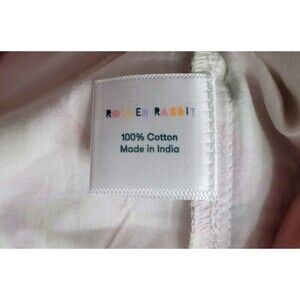 ROLLER RABBIT
100% Cotton
Made in India